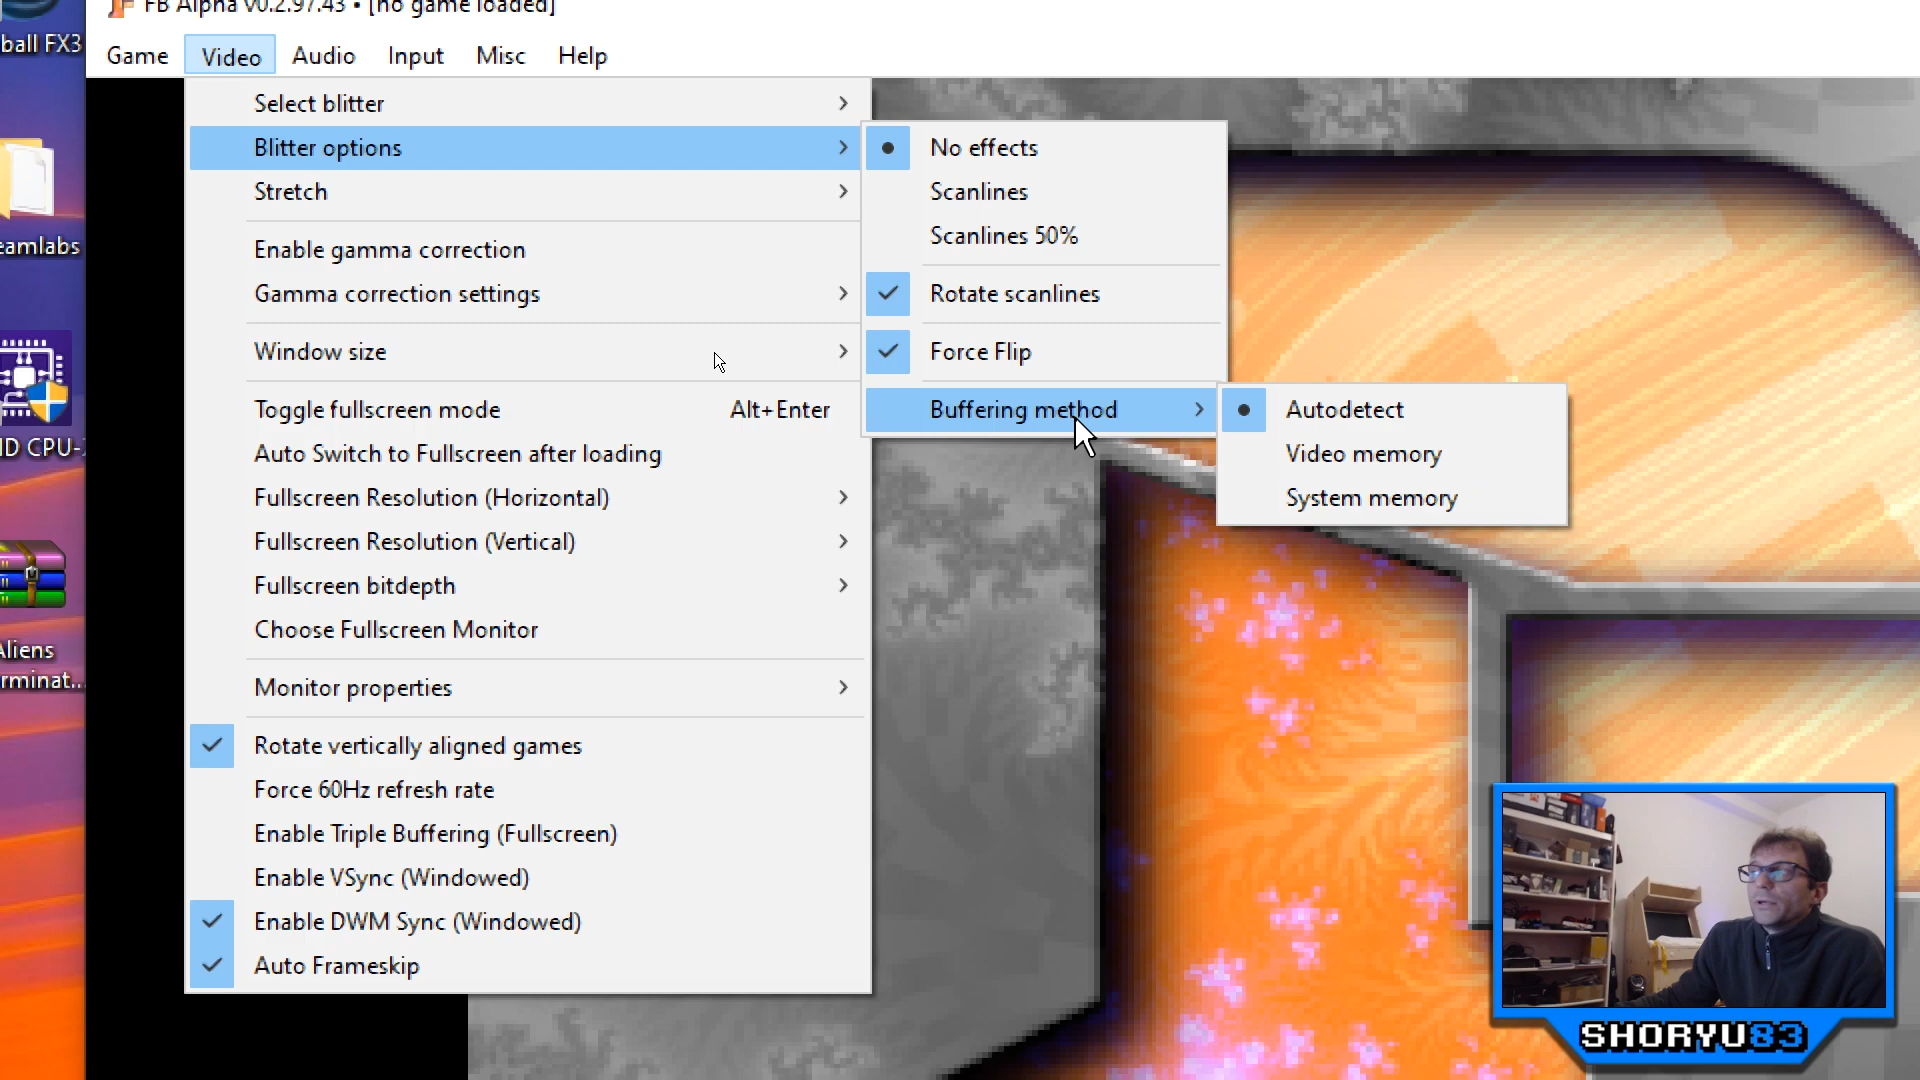 FB Alpha v0.2.97.43 • [no game loaded]
ball FX3
Game Video Audio Input Misc Help
Select blitter
Blitter options
Stretch
Enable gamma correction
Gamma correction settings
Window size
Toggle fullscreen mode Alt+Enter
Auto Switch to Fullscreen after loading
Fullscreen Resolution (Horizontal)
Fullscreen Resolution (Vertical)
Fullscreen bitdepth
Choose Fullscreen Monitor
Monitor properties
Rotate vertically aligned games
Force 60Hz refresh rate
Enable Triple Buffering (Fullscreen)
Enable VSync (Windowed)
Enable DWM Sync (Windowed)
Auto Frameskip
No effects
Scanlines
Scanlines 50%
Rotate scanlines
Force Flip
Buffering method
Autodetect
Video memory
System memory
eamlabs
ID CPU-
Aliens
rminat...
SHORYU83